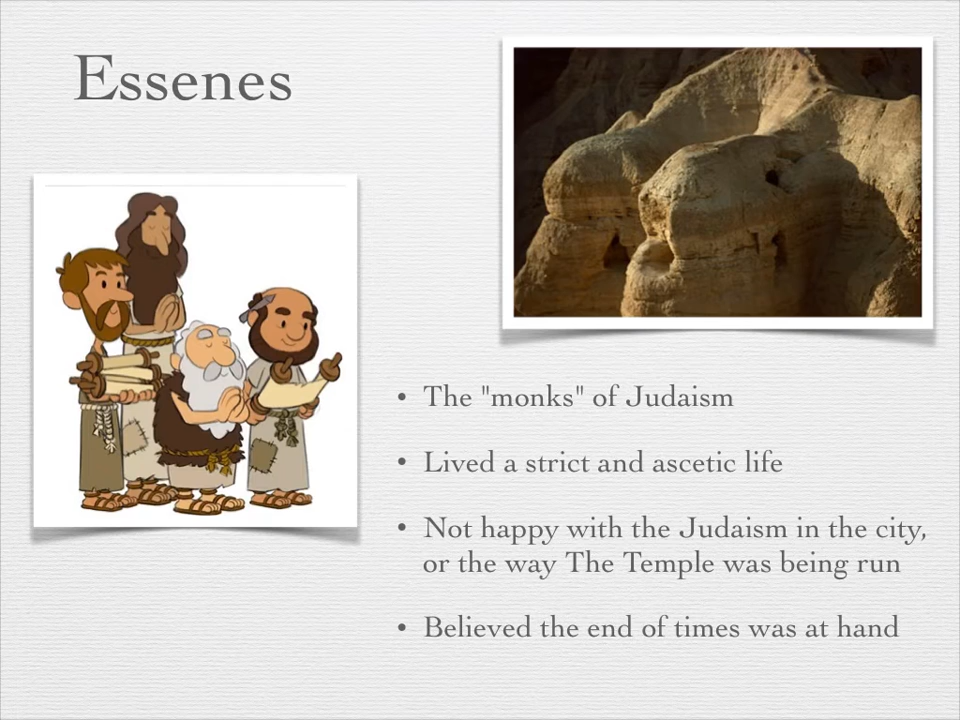 Essenes
• The "monks" of Judaism
• Lived a strict and ascetic life
• Not happy with the Judaism in the city,
or the way The Temple was being run
• Believed the end of times was at hand